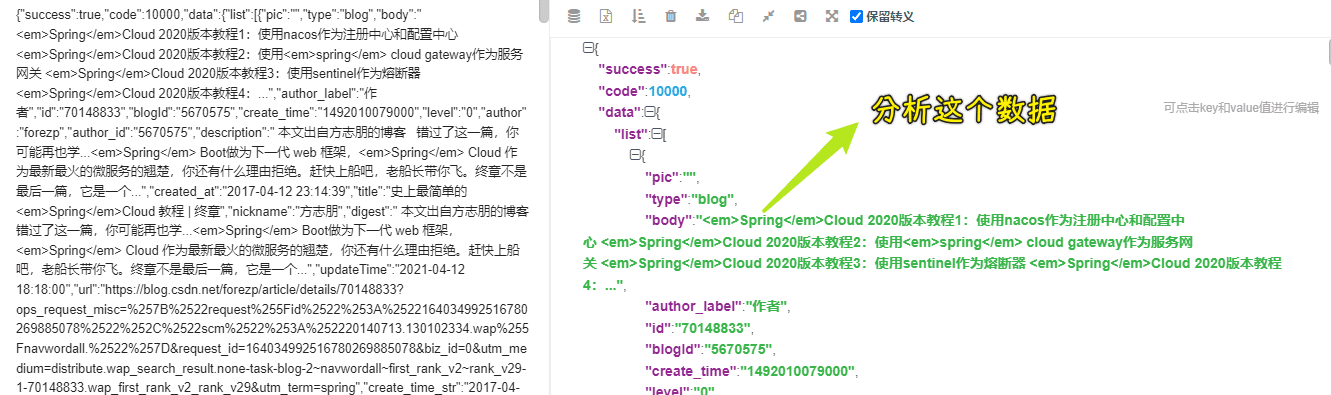 {"success":true,"code":10000,"data":{"list":[{"pic":"","type":"blog","body":"
<em>Spring</em>Cloud 2020版本教程1：使用nacos作为注册中心和配置中心
<em>Spring</em>Cloud 2020版本教程2：使用<em>spring</em> cloud gateway作为服务
网关 <em>Spring</em>Cloud 2020版本教程3：使用sentinel作为熔断器
<em>Spring</em>Cloud 2020版本教程4：...","author_label":"作
者","id":"70148833","blogId":"5670575","create_time":"1492010079000","level":"0","author"
:"forezp","author_id":"5670575","description":" 本文出自方志朋的博客   错过了这一篇，你
可能再也学...<em>Spring</em> Boot做为下一代 web 框架，<em>Spring</em> Cloud 作
为最新最火的微服务的翘楚，你还有什么理由拒绝。赶快上船吧，老船长带你飞。终章不是
最后一篇，它是一个...","created_at":"2017-04-12 23:14:39","title":"史上最简单的
<em>Spring</em>Cloud 教程 | 终章","nickname":"方志朋","digest":" 本文出自方志朋的博客
错过了这一篇，你可能再也学...<em>Spring</em> Boot做为下一代 web 框架，
<em>Spring</em> Cloud 作为最新最火的微服务的翘楚，你还有什么理由拒绝。赶快上船
吧，老船长带你飞。终章不是最后一篇，它是一个...","updateTime":"2021-04-12
18:18:00","url":"https://blog.csdn.net/forezp/article/details/70148833?
ops_request_misc=%257B%2522request%255Fid%2522%253A%2522164034992516780
269885078%2522%252C%2522scm%2522%253A%252220140713.130102334.wap%255
Fnavwordall.%2522%257D&request_id=164034992516780269885078&biz_id=0&utm_me
dium=distribute.wap_search_result.none-task-blog-2~navwordall~first_rank_v2~rank_v29-
1-70148833.wap_first_rank_v2_rank_v29&utm_term=spring","create_time_str":"2017-04-
保留转义
{
"success":true,
"code":10000,
分析这个数据
可点击key和value值进行编辑
"data":{
"list":[
{
"pic":"",
"type":"blog",
"body":"<em>Spring</em>Cloud 2020版本教程1：使用nacos作为注册中心和配置中
心 <em>Spring</em>Cloud 2020版本教程2：使用<em>spring</em> cloud gateway作为服务网
关 <em>Spring</em>Cloud 2020版本教程3：使用sentinel作为熔断器 <em>Spring</em>Cloud 2020版本教程
4：...",
"author_label":"作者",
"id":"70148833",
"blogId":"5670575",
"create_time":"1492010079000",
"level":"0"